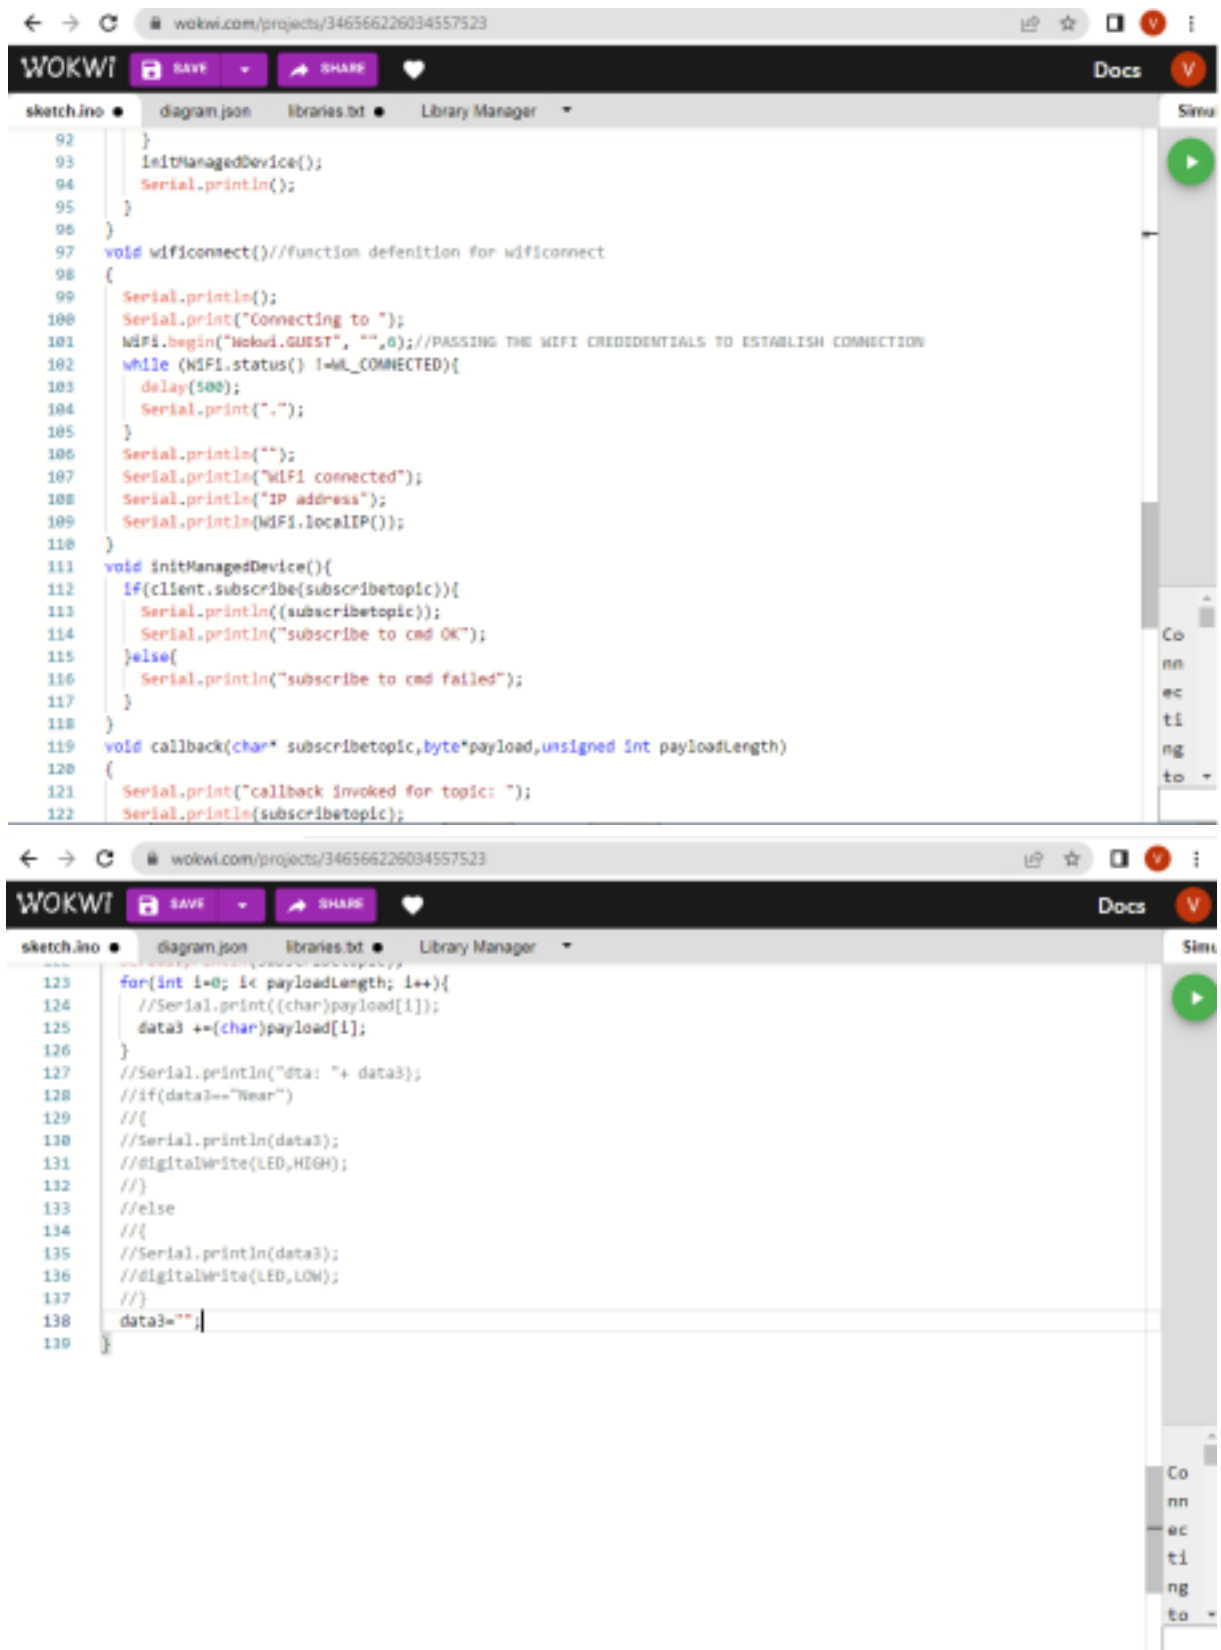 wokwi.com/projects/346566226034557523
WOKWI SAVE SHARE Docs V
sketch.ino ● diagram.json libraries.txt ● Library Manager Simu
92 }
93 initManagedDevice();
94 Serial.println();
95 }
96 }
97 void wificonnect()//function defenition for wificonnect
98 {
99 Serial.println();
100 Serial.print("Connecting to ");
101 WiFi.begin("Wokwi.GUEST", "",6);//PASSING THE WIFI CREDIDENTIALS TO ESTABLISH CONNECTION
102 while (WiFi.status() !=WL_CONNECTED){
103 delay(500);
104 Serial.print(".");
105 }
106 Serial.println("");
107 Serial.println("WiFi connected");
108 Serial.println("IP address");
109 Serial.println(WiFi.localIP());
110 }
111 void initManagedDevice(){
112 if(client.subscribe(subscribetopic)){
113 Serial.println((subscribetopic));
114 Serial.println("subscribe to cmd OK");
115 }else{
116 Serial.println("subscribe to cmd failed");
117 }
118 }
119 void callback(char* subscribetopic,byte*payload,unsigned int payloadLength)
120 {
121 Serial.print("callback invoked for topic: ");
122 Serial.println(subscribetopic);
Co
nn
ec
ti
ng
to
wokwi.com/projects/346566226034557523
WOKWI SAVE SHARE Docs V
sketch.ino ● diagram.json libraries.txt ● Library Manager Simu
122 Serial.println(subscribetopic);
123 for(int i=0; i< payloadLength; i++){
124 //Serial.print((char)payload[i]);
125 data3 +=(char)payload[i];
126 }
127 //Serial.println("dta: "+ data3);
128 //if(data3=="Near")
129 //{
130 //Serial.println(data3);
131 //digitalWrite(LED,HIGH);
132 //}
133 //else
134 //{
135 //Serial.println(data3);
136 //digitalWrite(LED,LOW);
137 //}
138 data3="";
139 }
Co
nn
ec
ti
ng
to